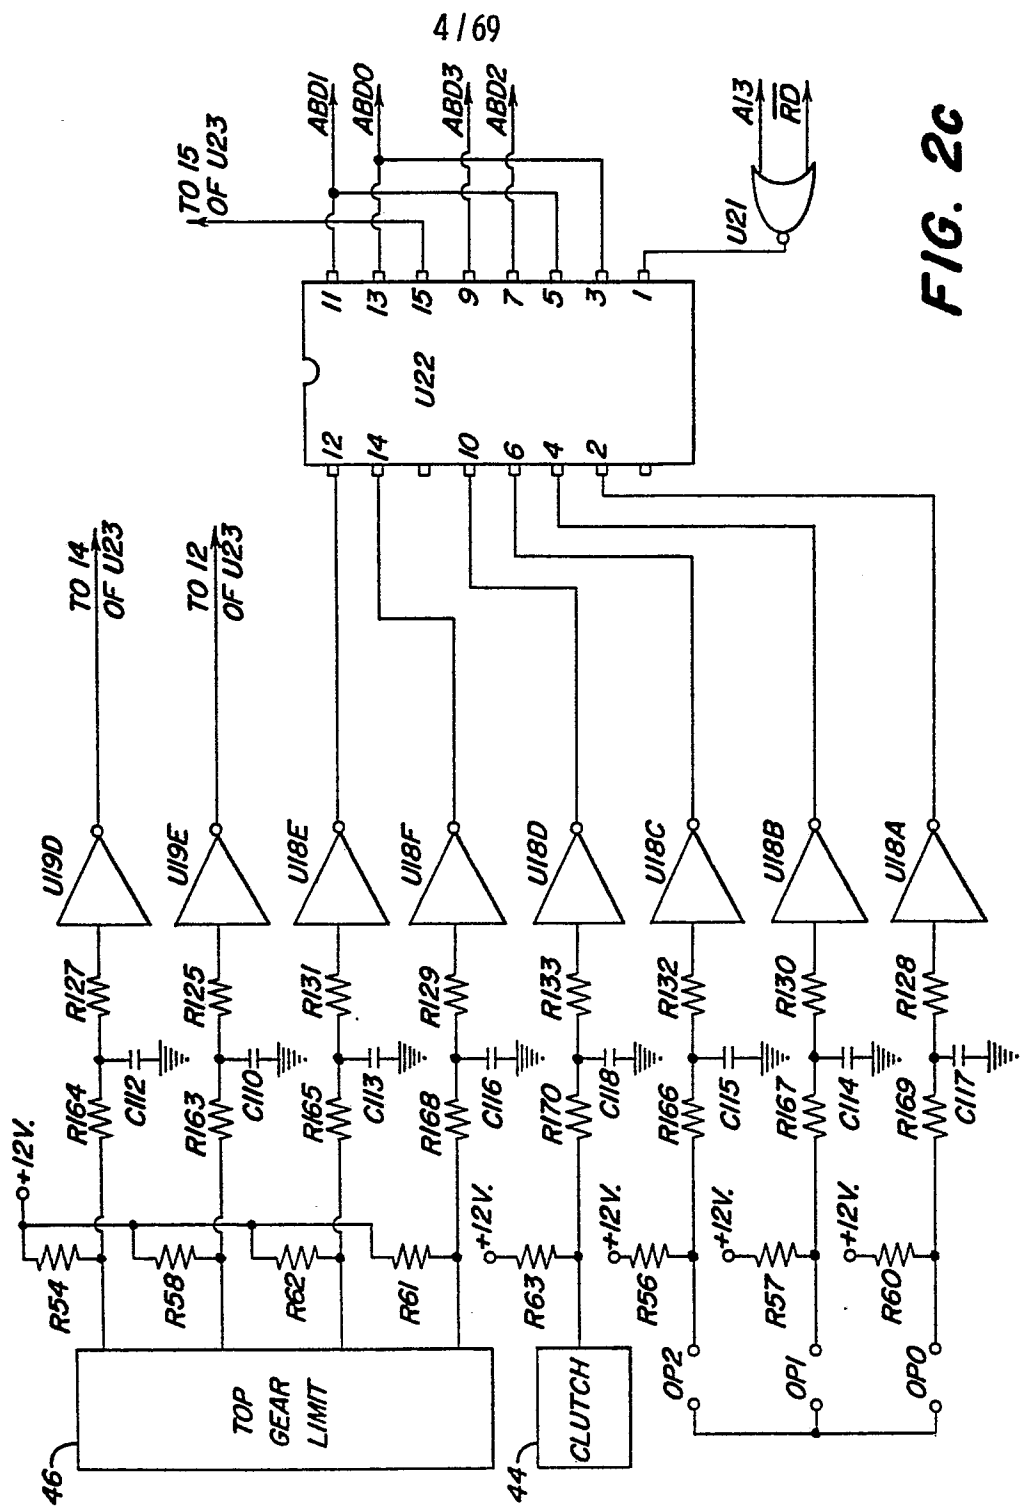 4/69
TO 14
OF U23
TO 12
OF U23
TO 15
OF U23
ABD1
ABD0
ABD3
ABD2
A13
RD
U21
U22
12
14
10
6
4
2
11
13
15
9
7
5
3
1
U19D
U19E
U18E
U18F
U18D
U18C
U18B
U18A
R127
R125
R131
R129
R133
R132
R130
R128
C112
C110
C113
C116
C118
C115
C114
C117
R164
R163
R165
R168
R170
R166
R167
R169
+12V.
+12V.
+12V.
+12V.
+12V.
R54
R58
R62
R61
R63
R56
R57
R60
46
TOP
GEAR
LIMIT
44
CLUTCH
OP2
OP1
OP0
FIG. 2c